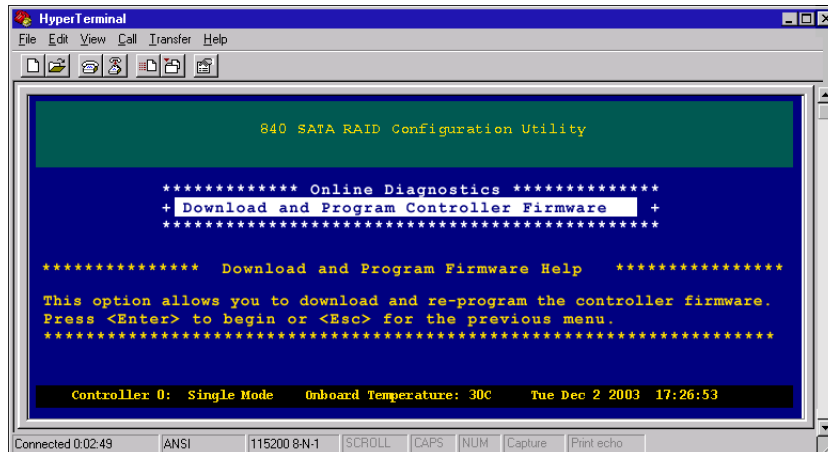 HyperTerminal
File Edit View Call Transfer Help
840 SATA RAID Configuration Utility
************* Online Diagnostics **************
+ Download and Program Controller Firmware +
***********************************************
*************** Download and Program Firmware Help ****************
This option allows you to download and re-program the controller firmware.
Press <Enter> to begin or <Esc> for the previous menu.
**********************************************************************
Controller 0: Single Mode Onboard Temperature: 30C Tue Dec 2 2003 17:26:53
Connected 0:02:49 ANSI 115200 8-N-1 SCROLL CAPS NUM Capture Print echo